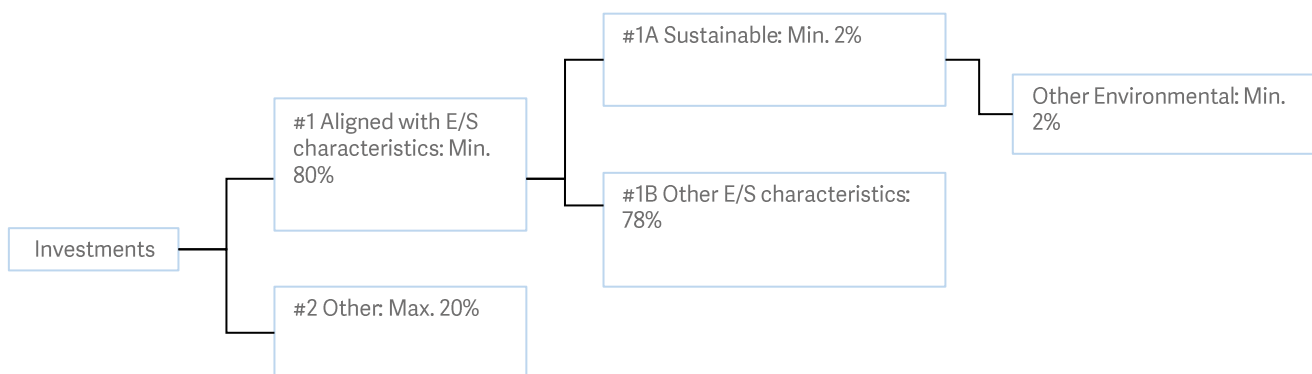 #1A Sustainable: Min. 2%
Other Environmental: Min.
2%
#1 Aligned with E/S
characteristics: Min.
80%
#1B Other E/S characteristics:
78%
Investments
#2 Other: Max. 20%